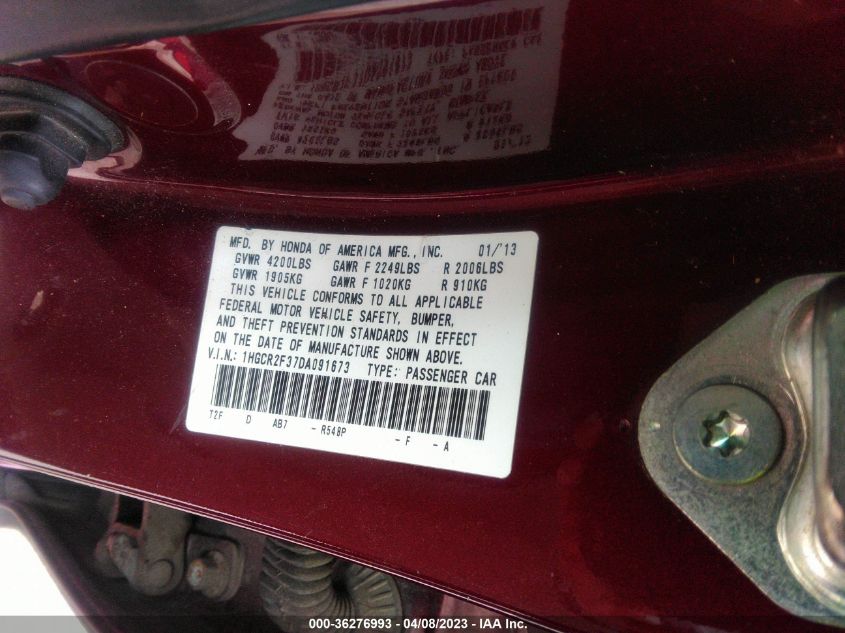 MFD. BY HONDA OF AMERICA MFG., INC. 01/'13
GVWR 4200LBS GAWR F 2249LBS R 2006LBS
GVWR 1905KG GAWR F 1020KG R 910KG
THIS VEHICLE CONFORMS TO ALL APPLICABLE
FEDERAL MOTOR VEHICLE SAFETY, BUMPER,
AND THEFT PREVENTION STANDARDS IN EFFECT
ON THE DATE OF MANUFACTURE SHOWN ABOVE.
V.I.N.: 1HGCR2F37DA091673 TYPE: PASSENGER CAR
T2F D AB7 - R548P - F - A
000-36276993 - 04/08/2023 - IAA Inc.